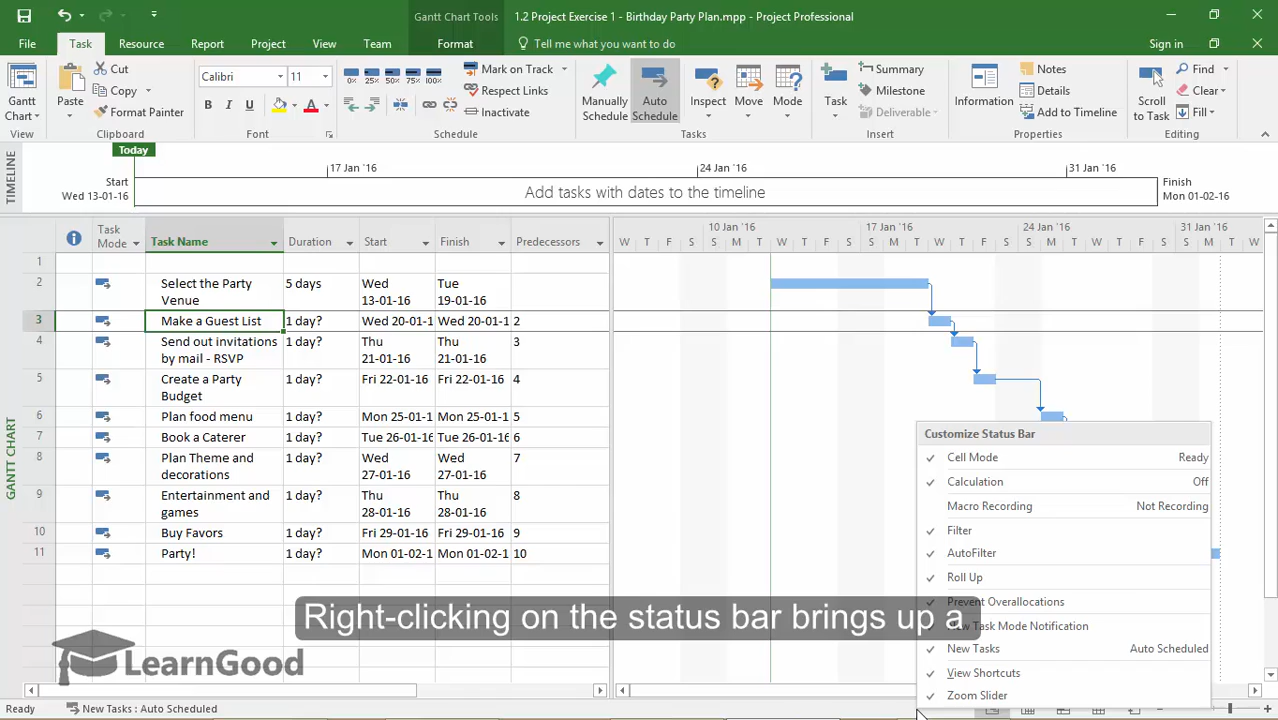 Gantt Chart Tools
1.2 Project Exercise 1 - Birthday Party Plan.mpp - Project Professional
File Task Resource Report Project View Team Format Tell me what you want to do Sign in
Gantt Chart
View
Paste
Cut
Copy
Format Painter
Clipboard
Calibri 11
B I U A
Font
0% 25% 50% 75% 100%
Mark on Track
Respect Links
Inactivate
Schedule
Manually Schedule
Auto Schedule
Inspect
Move
Mode
Tasks
Task
Summary
Milestone
Deliverable
Insert
Information
Notes
Details
Add to Timeline
Properties
Scroll to Task
Find
Clear
Fill
Editing
TIMELINE
Today
17 Jan '16 24 Jan '16 31 Jan '16
Start
Wed 13-01-16
Add tasks with dates to the timeline
Finish
Mon 01-02-16
GANTT CHART
Task Mode Task Name Duration Start Finish Predecessors
10 Jan '16 17 Jan '16 24 Jan '16 31 Jan '16
W T F S S M T W T F S S M T W T F S S M T W T F S S M T W
1
2 Select the Party Venue 5 days Wed 13-01-16 Tue 19-01-16
3 Make a Guest List 1 day? Wed 20-01-1 Wed 20-01-1 2
4 Send out invitations by mail - RSVP 1 day? Thu 21-01-16 Thu 21-01-16 3
5 Create a Party Budget 1 day? Fri 22-01-16 Fri 22-01-16 4
6 Plan food menu 1 day? Mon 25-01-1 Mon 25-01-1 5
7 Book a Caterer 1 day? Tue 26-01-16 Tue 26-01-16 6
8 Plan Theme and decorations 1 day? Wed 27-01-16 Wed 27-01-16 7
9 Entertainment and games 1 day? Thu 28-01-16 Thu 28-01-16 8
10 Buy Favors 1 day? Fri 29-01-16 Fri 29-01-16 9
11 Party! 1 day? Mon 01-02-1 Mon 01-02-1 10
Customize Status Bar
Cell Mode Ready
Calculation Off
Macro Recording Not Recording
Filter
AutoFilter
Roll Up
Prevent Overallocations
New Task Mode Notification
New Tasks Auto Scheduled
View Shortcuts
Zoom Slider
Right-clicking on the status bar brings up a
LearnGood
Ready New Tasks : Auto Scheduled